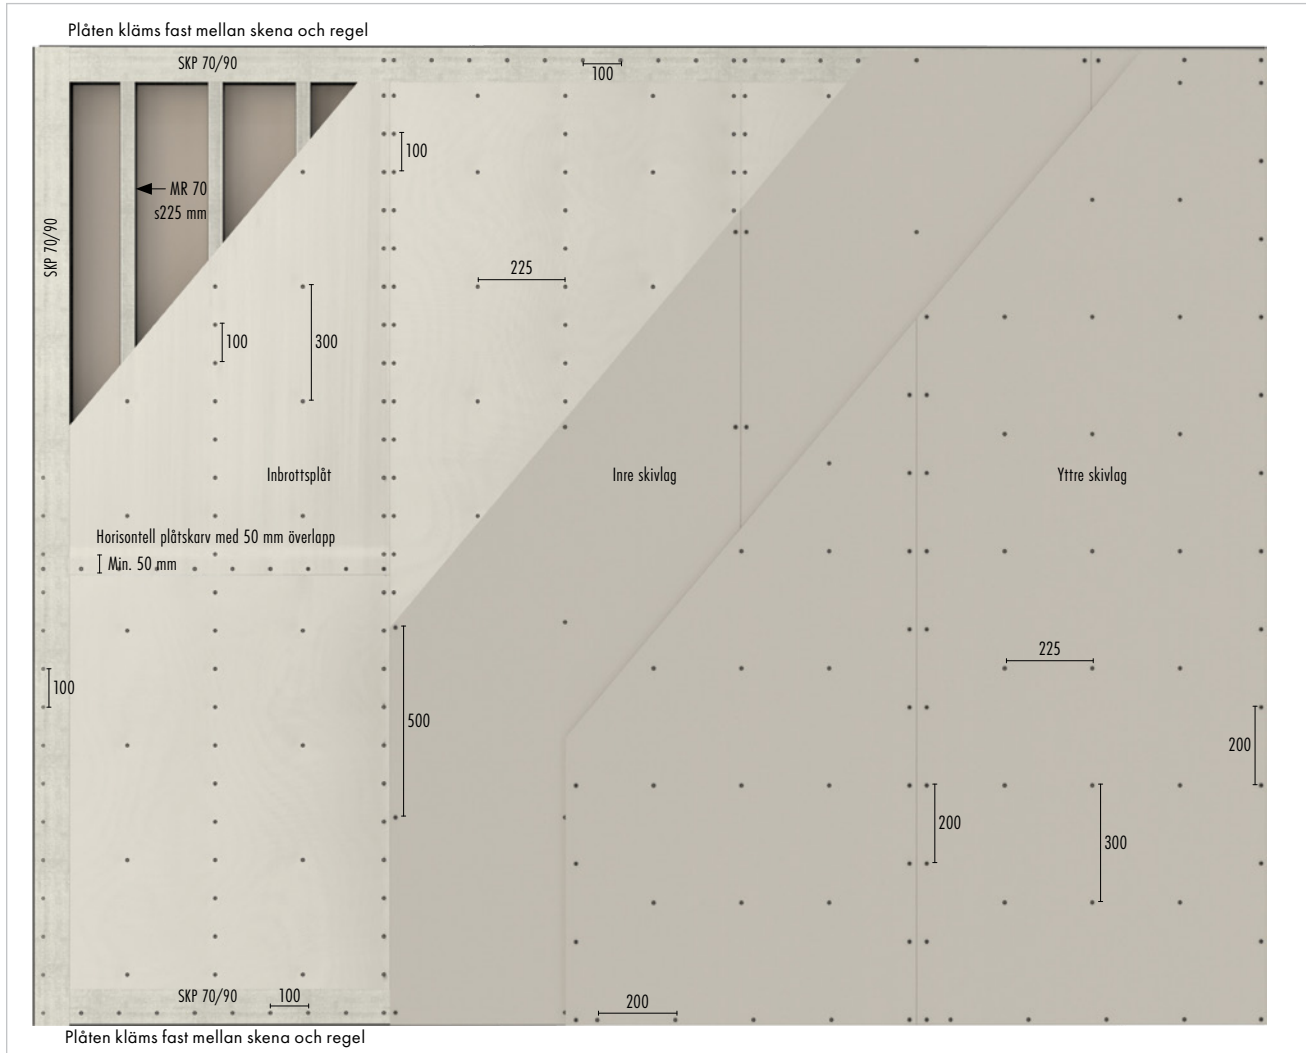 Plåten kläms fast mellan skena och regel
SKP 70/90
100
100
MR 70
s225 mm
SKP 70/90
225
100
300
Inbrottsplåt
Inre skivlag
Yttre skivlag
Horisontell plåtskarv med 50 mm överlapp
Min. 50 mm
225
100
500
200
200
300
SKP 70/90
100
200
Plåten kläms fast mellan skena och regel